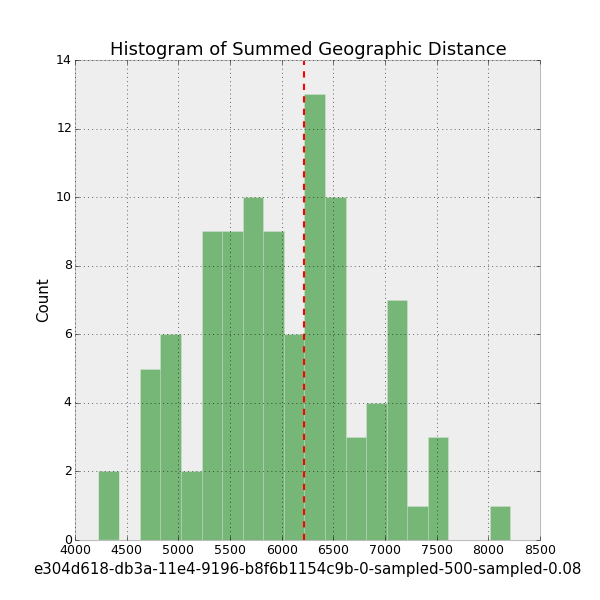 Histogram of Summed Geographic Distance
14
12
10
8
6
4
2
0
Count
4000 4500 5000 5500 6000 6500 7000 7500 8000 8500
e304d618-db3a-11e4-9196-b8f6b1154c9b-0-sampled-500-sampled-0.08